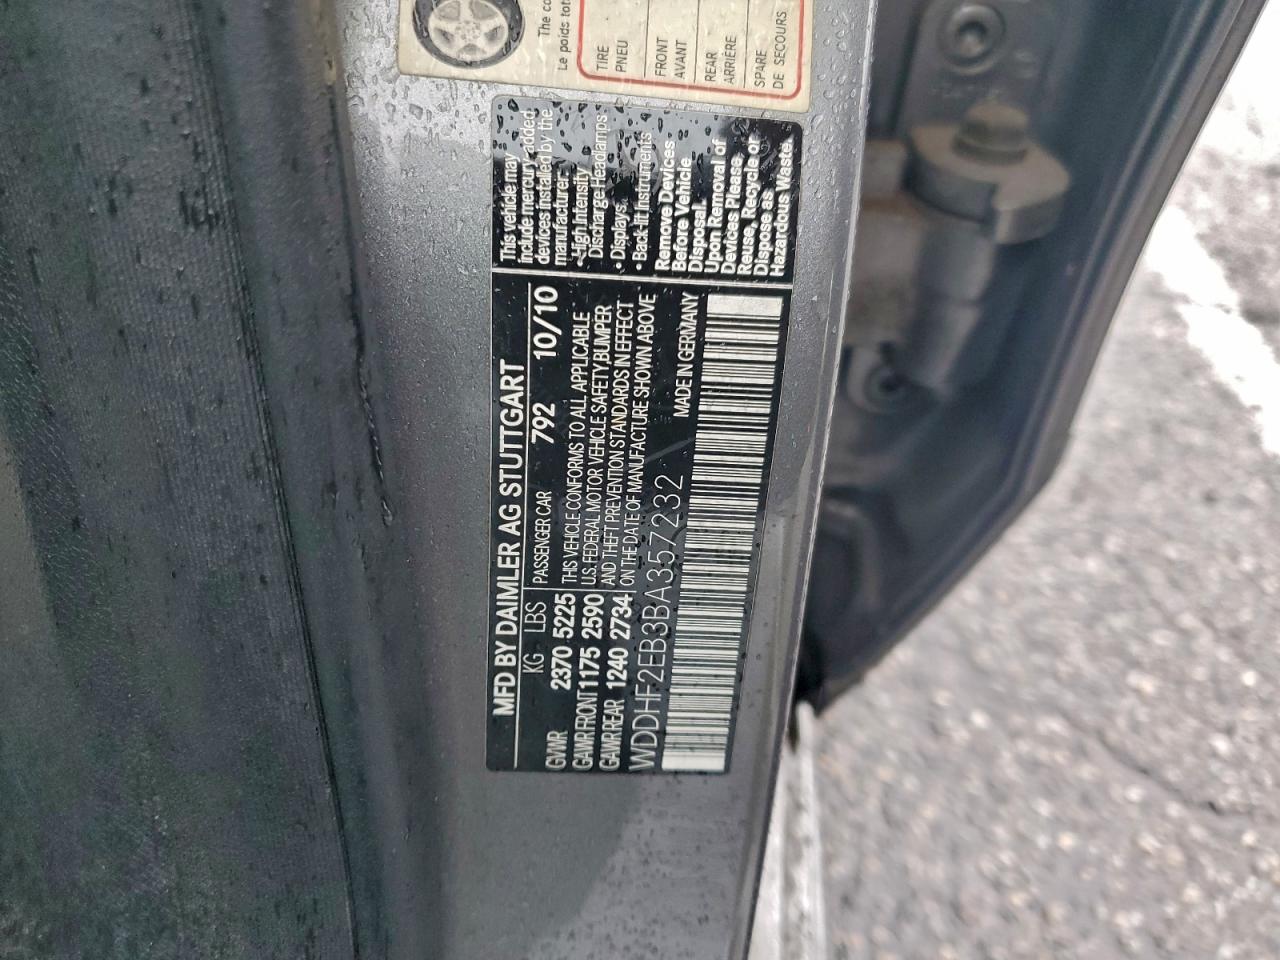 The co
Le poids tot
TIRE
PNEU
FRONT
AVANT
REAR
ARRIÈRE
SPARE
DE SECOURS
This vehicle may
include mercury-added
devices installed by the
manufacturer:
• High Intensity
Discharge Headlamps
• Displays
• Back-lit Instruments
Remove Devices
Before Vehicle
Disposal.
Upon Removal of
Devices Please
Reuse, Recycle or
Dispose as
Hazardous Waste.
MFD BY DAIMLER AG STUTTGART
KG LBS PASSENGER CAR 792 10/10
GVWR 2370 5225
GAWR FRONT 1175 2590
GAWR REAR 1240 2734
THIS VEHICLE CONFORMS TO ALL APPLICABLE
U.S. FEDERAL MOTOR VEHICLE SAFETY, BUMPER
AND THEFT PREVENTION STANDARDS IN EFFECT
ON THE DATE OF MANUFACTURE SHOWN ABOVE
WDDHF2EB3BA357232 MADE IN GERMANY